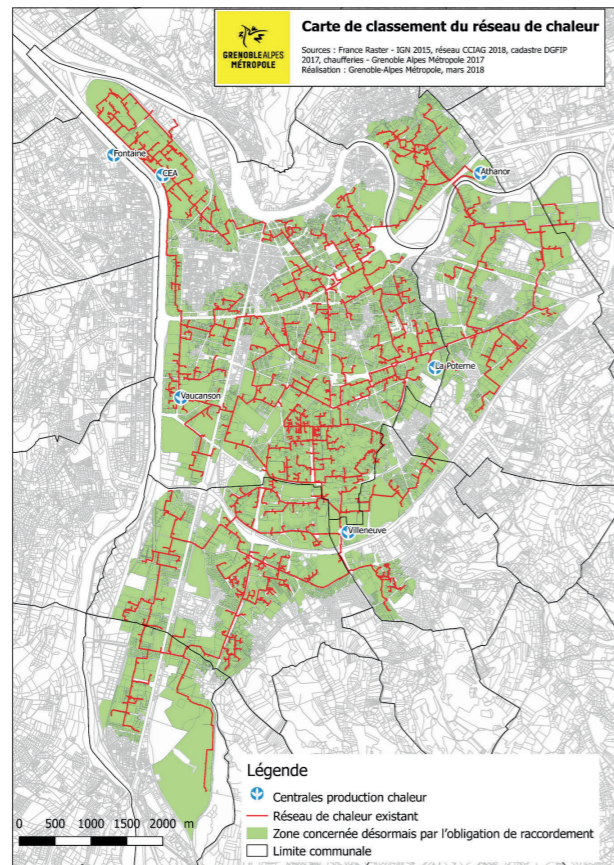 GRENOBLEALPES
MÉTROPOLE
Carte de classement du réseau de chaleur
Sources : France Raster - IGN 2015, réseau CCIAG 2018, cadastre DGFIP
2017, chaufferies - Grenoble Alpes Métropole 2017
Réalisation : Grenoble-Alpes Métropole, mars 2018
Fontaine
CEA
Athanor
La Poterne
Vaucanson
Villeneuve
Légende
Centrales production chaleur
Réseau de chaleur existant
Zone concernée désormais par l'obligation de raccordement
Limite communale
0 500 1000 1500 2000 m